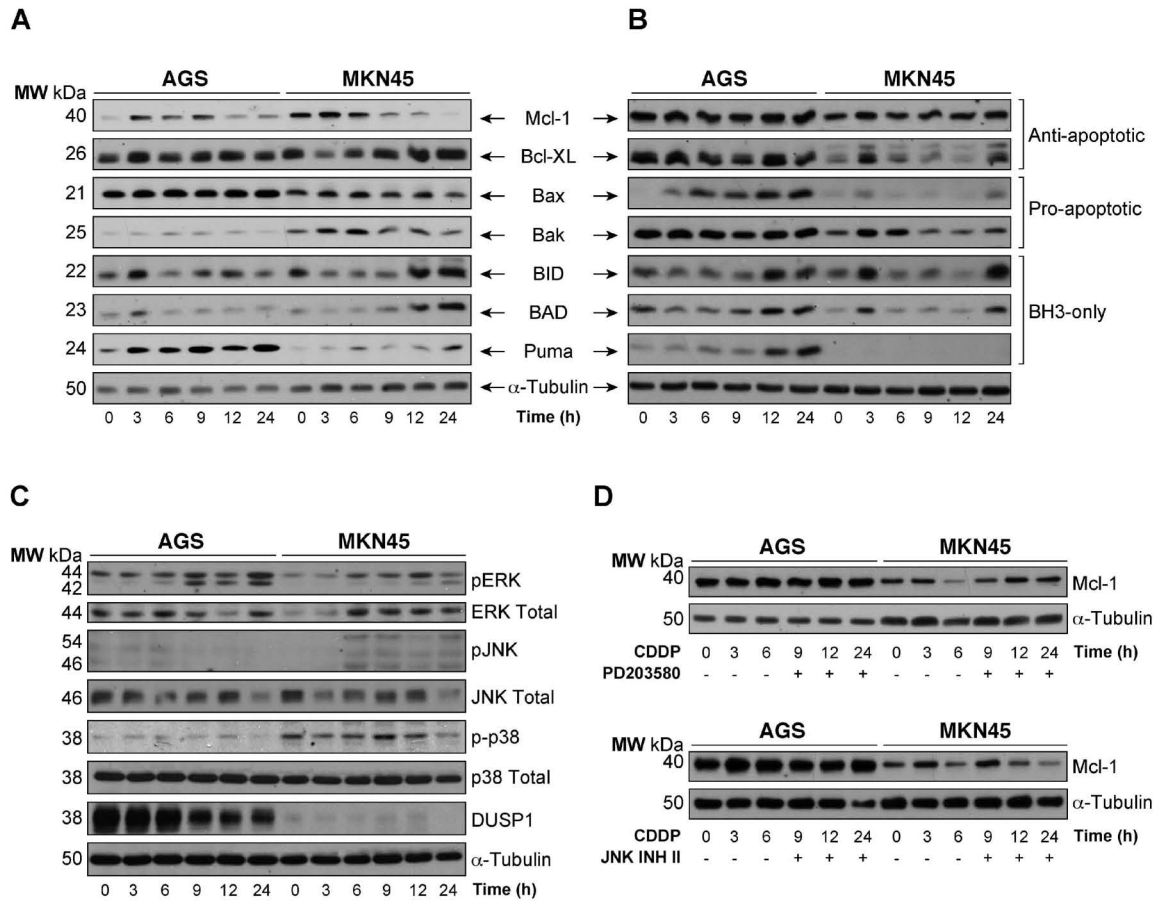 A
B
AGS MKN45 AGS MKN45
MW kDa
40 Mcl-1
26 Bcl-XL
21 Bax
25 Bak
22 BID
23 BAD
24 Puma
50 α-Tubulin
Anti-apoptotic
Pro-apoptotic
BH3-only
0 3 6 9 12 24 0 3 6 9 12 24 Time (h) 0 3 6 9 12 24 0 3 6 9 12 24
C
AGS MKN45
MW kDa
44 pERK
42
44 ERK Total
54 pJNK
46
46 JNK Total
38 p-p38
38 p38 Total
38 DUSP1
50 α-Tubulin
0 3 6 9 12 24 0 3 6 9 12 24 Time (h)
D
AGS MKN45
MW kDa
40 Mcl-1
50 α-Tubulin
CDDP 0 3 6 9 12 24 0 3 6 9 12 24 Time (h)
PD203580 - - - + + + - - - + + +
AGS MKN45
MW kDa
40 Mcl-1
50 α-Tubulin
CDDP 0 3 6 9 12 24 0 3 6 9 12 24 Time (h)
JNK INH II - - - + + + - - - + + +